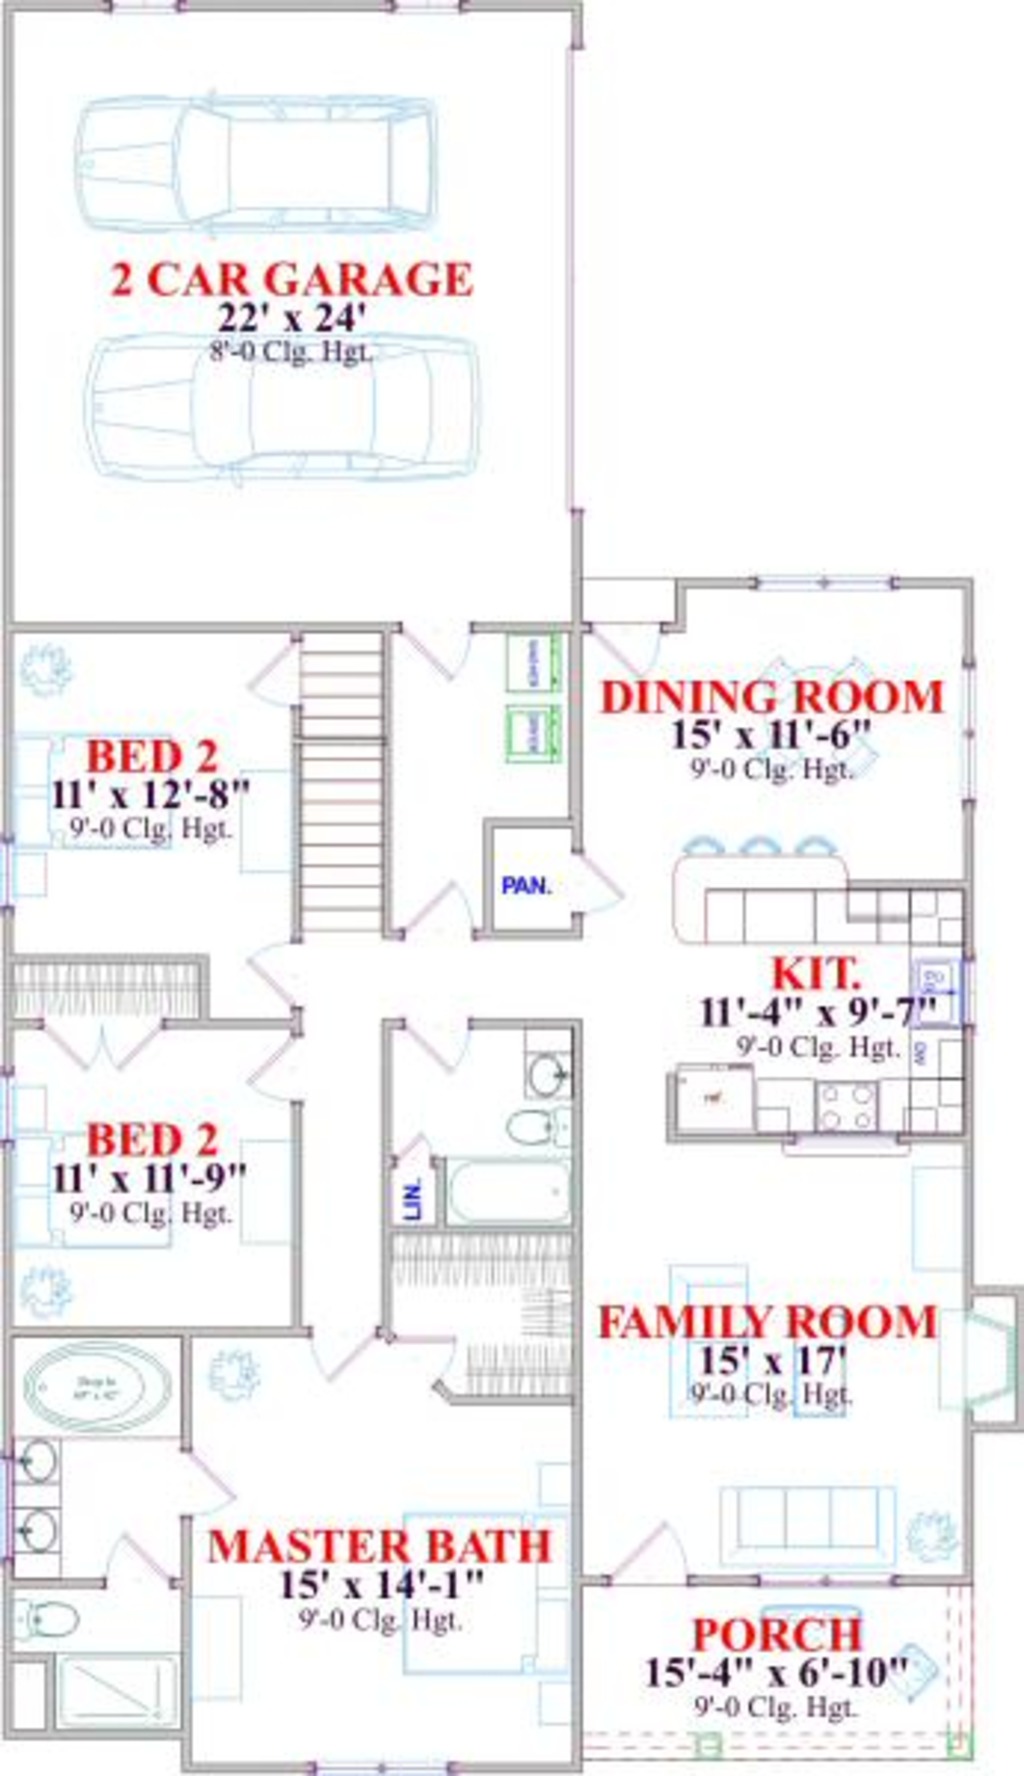 2 CAR GARAGE
22' x 24'
8'-0 Clg. Hgt.
DINING ROOM
15' x 11'-6"
9'-0 Clg. Hgt.
BED 2
11' x 12'-8"
9'-0 Clg. Hgt.
PAN.
KIT.
11'-4" x 9'-7"
9'-0 Clg. Hgt.
DW
ref.
BED 2
11' x 11'-9"
9'-0 Clg. Hgt.
LIN.
FAMILY ROOM
15' x 17'
9'-0 Clg. Hgt.
MASTER BATH
15' x 14'-1"
9'-0 Clg. Hgt.
PORCH
15'-4" x 6'-10"
9'-0 Clg. Hgt.